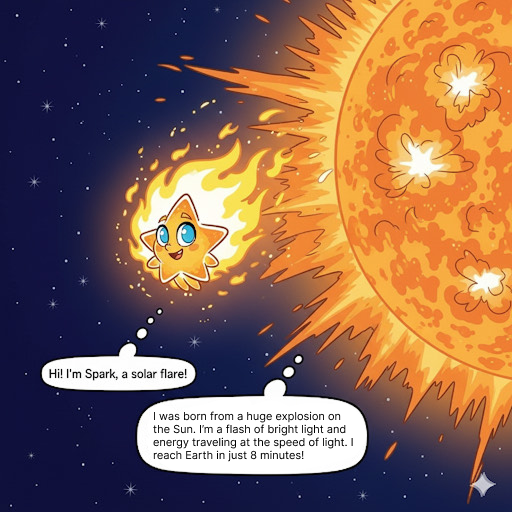 Hi! I'm Spark, a solar flare!
I was born from a huge explosion on
the Sun. I'm a flash of bright light and
energy traveling at the speed of light. I
reach Earth in just 8 minutes!